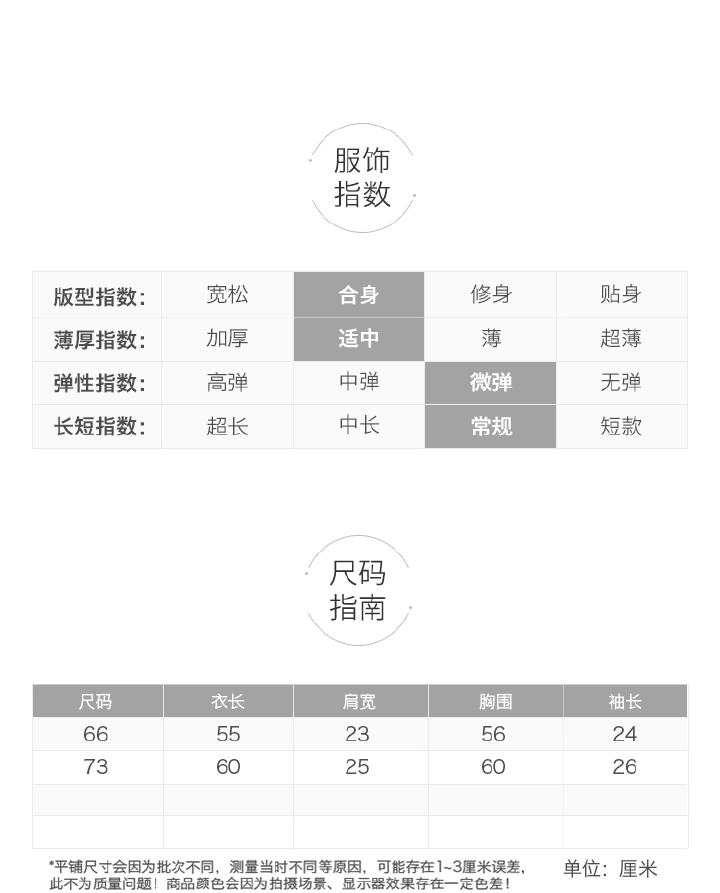 服饰
指数
版型指数： 宽松 合身 修身 贴身
薄厚指数： 加厚 适中 薄 超薄
弹性指数： 高弹 中弹 微弹 无弹
长短指数： 超长 中长 常规 短款
尺码
指南
尺码 衣长 肩宽 胸围 袖长
66 55 23 56 24
73 60 25 60 26
*平铺尺寸会因为批次不同，测量当时不同等原因，可能存在1~3厘米误差，
此不为质量问题！商品颜色会因为拍摄场景、显示器效果存在一定色差！
单位：厘米